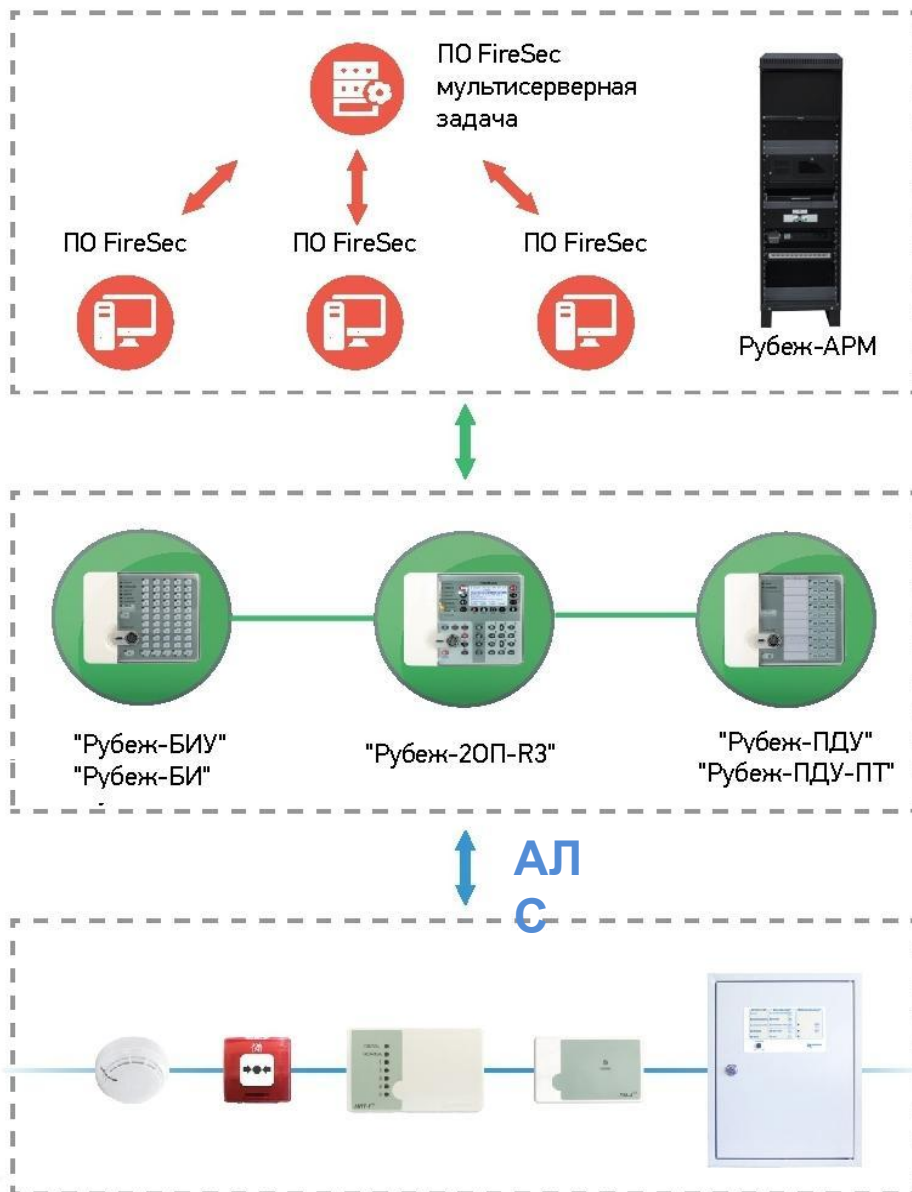 ПО FireSec
мультисерверная
задача
ПО FireSec
ПО FireSec
ПО FireSec
Рубеж-АРМ
"Рубеж-БИУ"
"Рубеж-БИ"
"Рубеж-2ОП-R3"
"Рубеж-ПДУ"
"Рубеж-ПДУ-ПТ"
АЛ
С